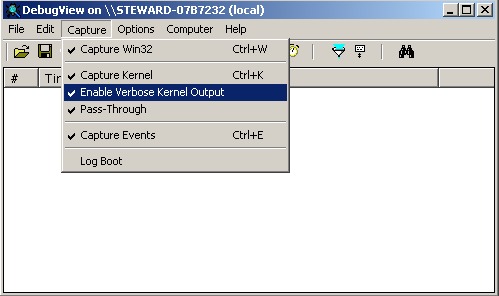 DebugView on \\STEWARD-07B7232 (local)
File Edit Capture Options Computer Help
Capture Win32 Ctrl+W
# Tim
Capture Kernel Ctrl+K
Enable Verbose Kernel Output
Pass-Through
Capture Events Ctrl+E
Log Boot